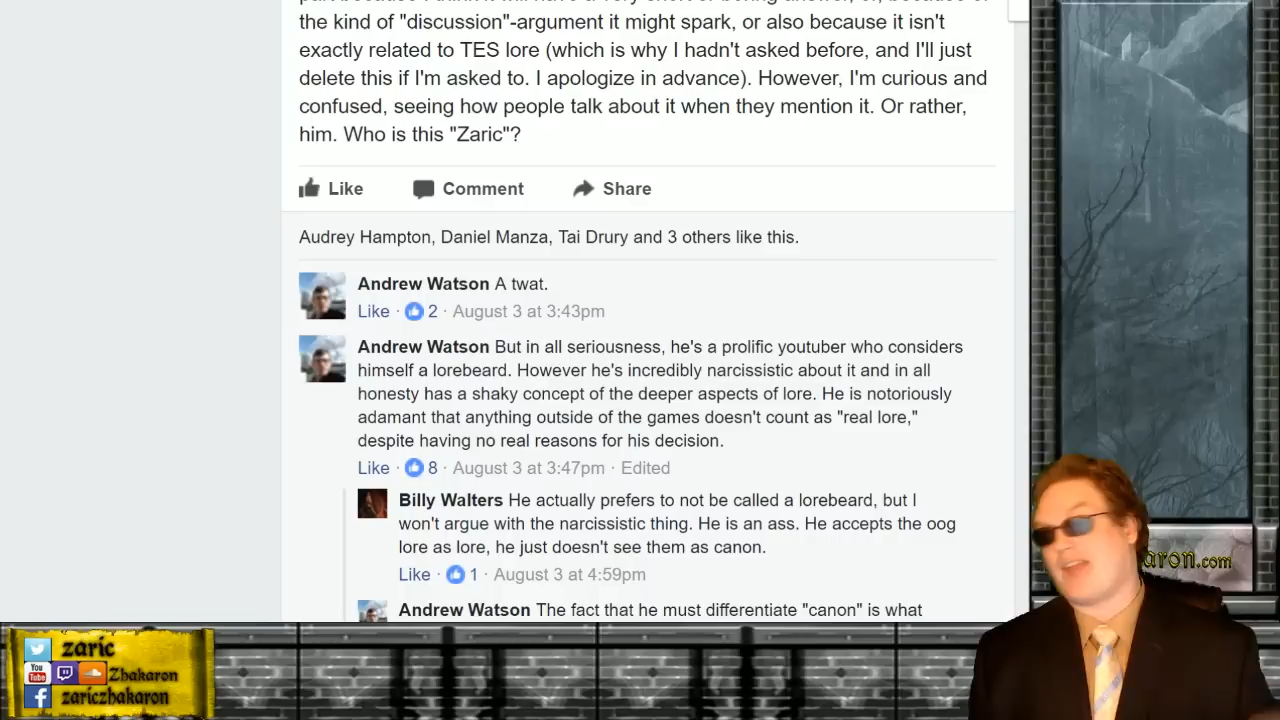 the kind of "discussion"-argument it might spark, or also because it isn't
exactly related to TES lore (which is why I hadn't asked before, and I'll just
delete this if I'm asked to. I apologize in advance). However, I'm curious and
confused, seeing how people talk about it when they mention it. Or rather,
him. Who is this "Zaric"?
Like Comment Share
Audrey Hampton, Daniel Manza, Tai Drury and 3 others like this.
Andrew Watson A twat.
Like · 2 · August 3 at 3:43pm
Andrew Watson But in all seriousness, he's a prolific youtuber who considers
himself a lorebeard. However he's incredibly narcissistic about it and in all
honesty has a shaky concept of the deeper aspects of lore. He is notoriously
adamant that anything outside of the games doesn't count as "real lore,"
despite having no real reasons for his decision.
Like · 8 · August 3 at 3:47pm · Edited
Billy Walters He actually prefers to not be called a lorebeard, but I
won't argue with the narcissistic thing. He is an ass. He accepts the oog
lore as lore, he just doesn't see them as canon.
Like · 1 · August 3 at 4:59pm
Andrew Watson The fact that he must differentiate "canon" is what
aron.com
zaric
You Tube
Zhakaron
zariczhakaron